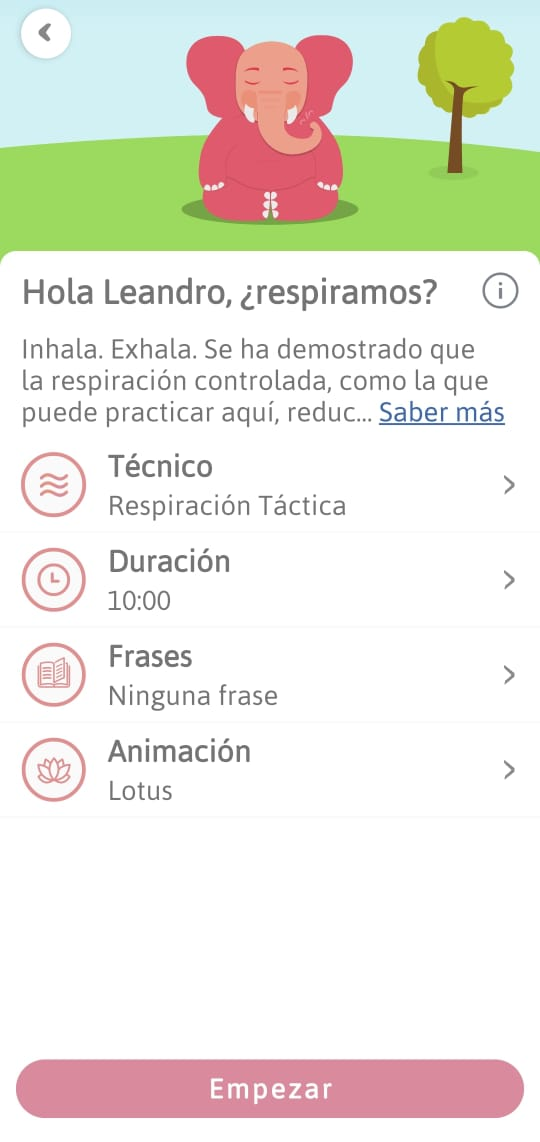 Hola Leandro, ¿respiramos?
Inhala. Exhala. Se ha demostrado que
la respiración controlada, como la que
puede practicar aquí, reduc... Saber más
Técnico
Respiración Táctica
Duración
10:00
Frases
Ninguna frase
Animación
Lotus
Empezar